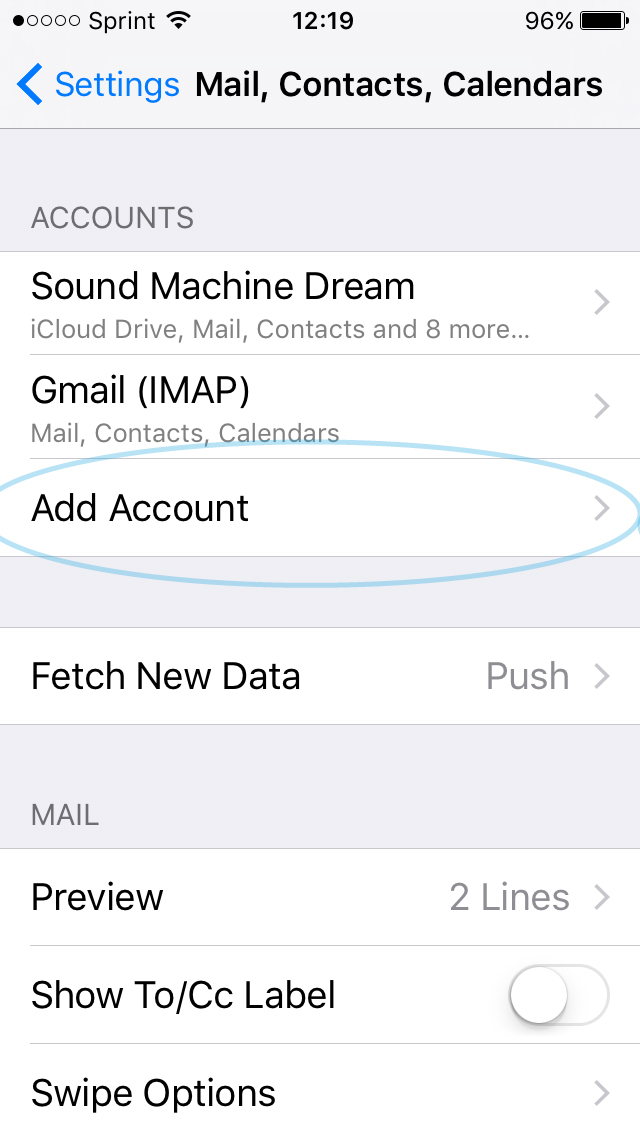 Sprint 12:19 96%
Settings Mail, Contacts, Calendars
ACCOUNTS
Sound Machine Dream
iCloud Drive, Mail, Contacts and 8 more...
Gmail (IMAP)
Mail, Contacts, Calendars
Add Account
Fetch New Data Push
MAIL
Preview 2 Lines
Show To/Cc Label
Swipe Options